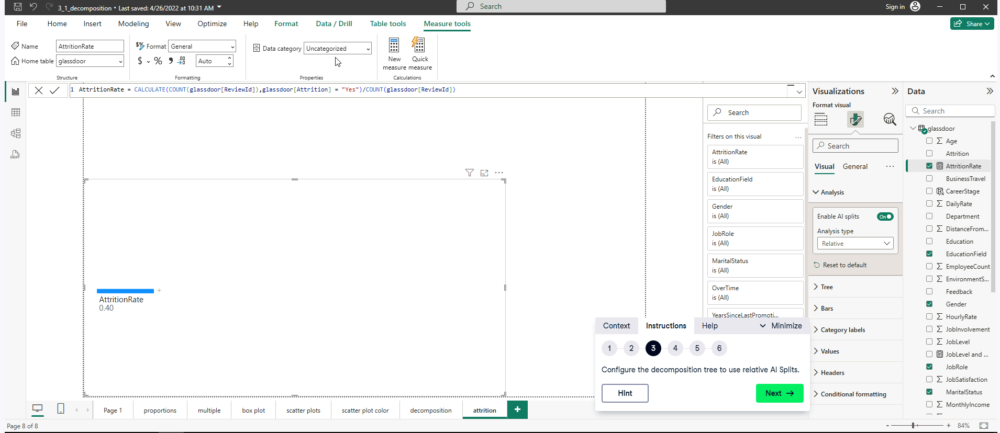 3_1_decomposition • Last saved: 4/26/2022 at 10:31 AM
Search
Sign in
File Home Insert Modeling View Optimize Help Format Data / Drill Table tools Measure tools
Share
Name AttritionRate
Home table glassdoor
Structure
Format General
$ % Auto
Formatting
Data category Uncategorized
Properties
New measure
Quick measure
Calculations
1 AttritionRate = CALCULATE(COUNT(glassdoor[ReviewId]),glassdoor[Attrition] = "Yes")/COUNT(glassdoor[ReviewId])
AttritionRate
0.40
Search
Filters on this visual
AttritionRate
is (All)
EducationField
is (All)
Gender
is (All)
JobRole
is (All)
MaritalStatus
is (All)
OverTime
is (All)
YearsSinceLastPromoti...
Context Instructions Help Minimize
1 2 3 4 5 6
Configure the decomposition tree to use relative AI Splits.
Hint
Next
Visualizations
Format visual
Search
Visual General
Analysis
Enable AI splits On
Analysis type
Relative
Reset to default
Tree
Bars
Category labels
Values
Headers
Conditional formatting
Data
Search
glassdoor
Age
Attrition
AttritionRate
BusinessTravel
CareerStage
DailyRate
Department
DistanceFrom...
Education
EducationField
EmployeeCount
EnvironmentS...
Feedback
Gender
HourlyRate
JobInvolvement
JobLevel
JobLevel and ...
JobRole
JobSatisfaction
MaritalStatus
MonthlyIncome
DAX
Page 1 proportions multiple box plot scatter plots scatter plot color decomposition attrition +
Page 8 of 8
- + 84%